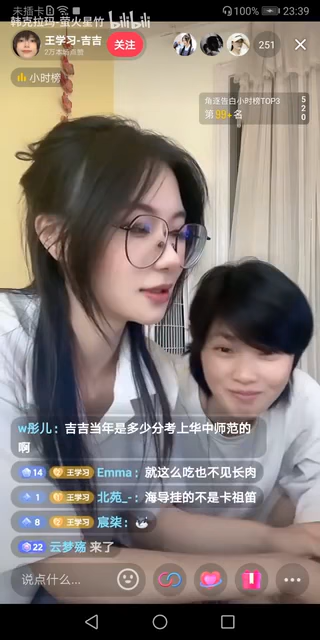 未插卡 100% 23:39
韩克拉玛·萤火星竹 bilibili
王学习-吉吉
2万本场点赞
关注
251
小时榜
角逐告白小时榜TOP3
第99+名
520
w彤儿：吉吉当年是多少分考上华中师范的
啊
14 王学习 Emma：就这么吃也不见长肉
1 王学习 北苑_-：海导挂的不是卡祖笛
8 王学习 宸柒：
22 云梦殇 来了
说点什么...